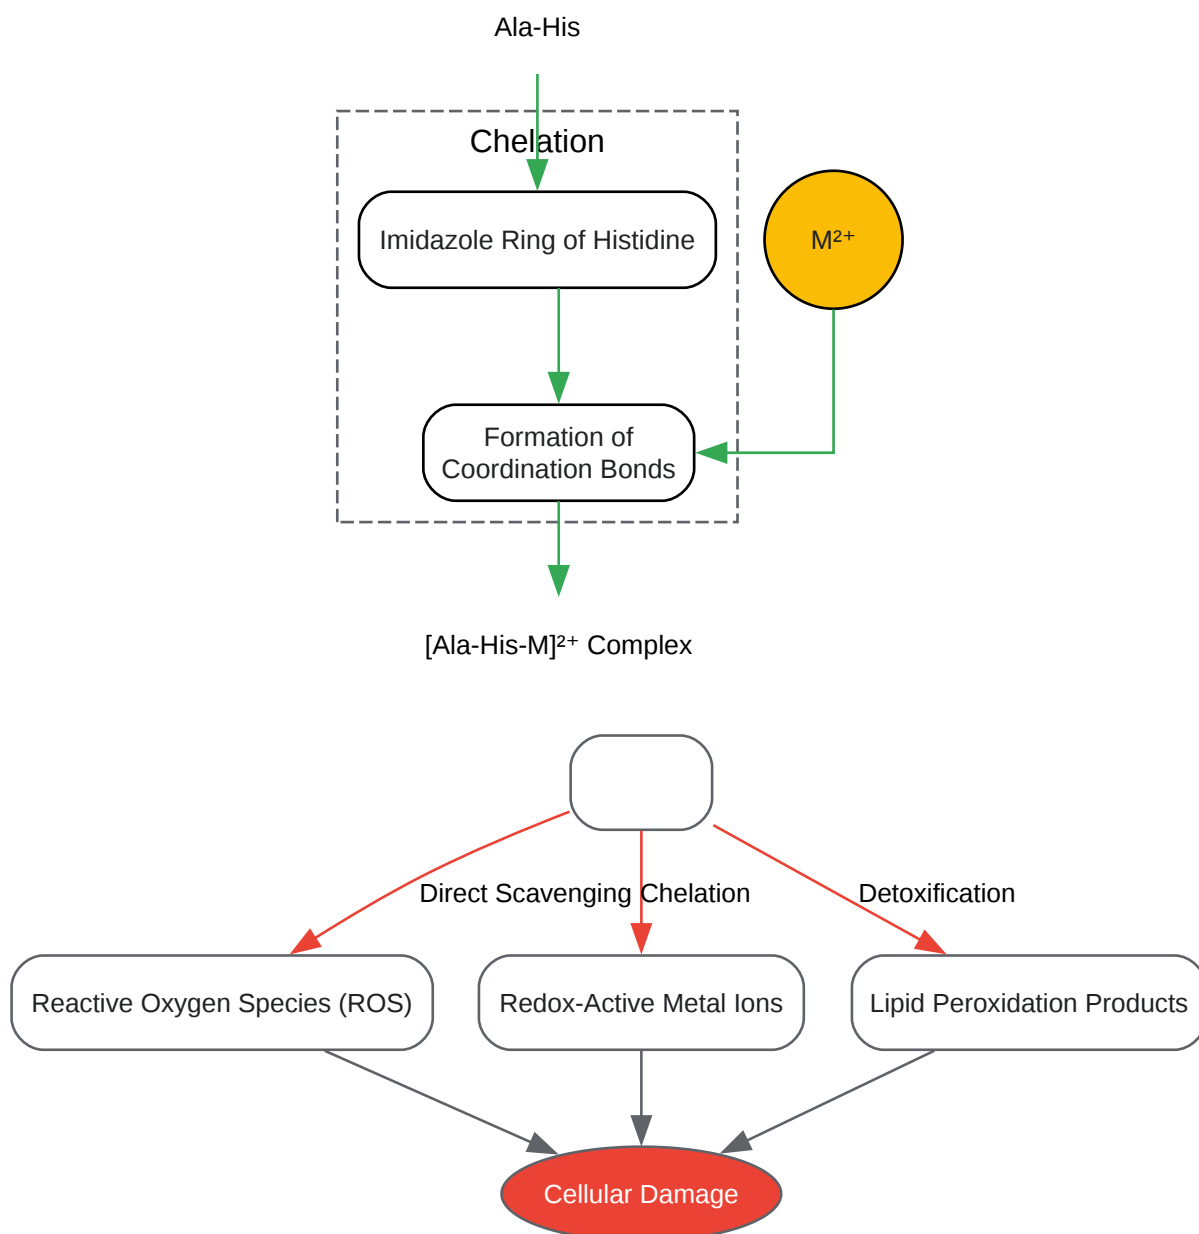 Ala-His
Chelation
Imidazole Ring of Histidine
M²⁺
Formation of
Coordination Bonds
[Ala-His-M]²⁺ Complex
Direct Scavenging
Chelation
Detoxification
Reactive Oxygen Species (ROS)
Redox-Active Metal Ions
Lipid Peroxidation Products
Cellular Damage